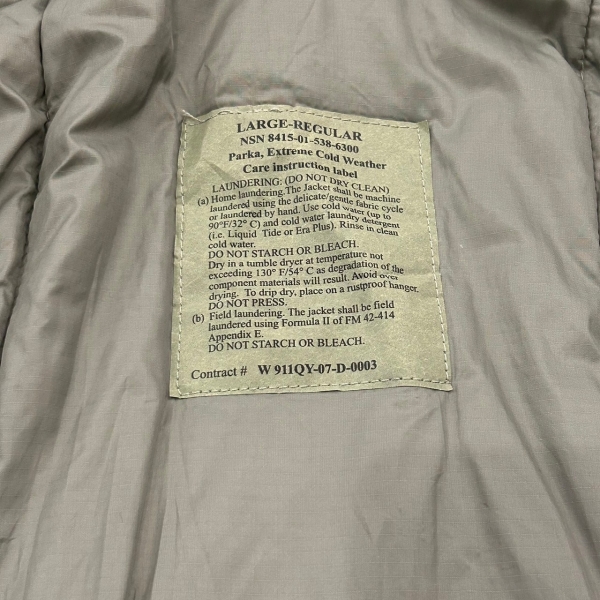 LARGE-REGULAR
NSN 8415-01-538-6300
Parka, Extreme Cold Weather
Care instruction label
LAUNDERING: (DO NOT DRY CLEAN)
(a) Home laundering.The Jacket shall be machine
laundered using the delicate/gentle fabric cycle
or laundered by hand. Use cold water (up to
90°F/32° C) and cold water laundry detergent
(i.e. Liquid Tide or Era Plus). Rinse in clean
cold water.
DO NOT STARCH OR BLEACH.
Dry in a tumble dryer at temperature not
exceeding 130° F/54° C as degradation of the
component materials will result. Avoid over
drying. To drip dry, place on a rustproof hanger.
DO NOT PRESS.
(b) Field laundering. The jacket shall be field
laundered using Formula II of FM 42-414
Appendix E.
DO NOT STARCH OR BLEACH.
Contract # W 911QY-07-D-0003